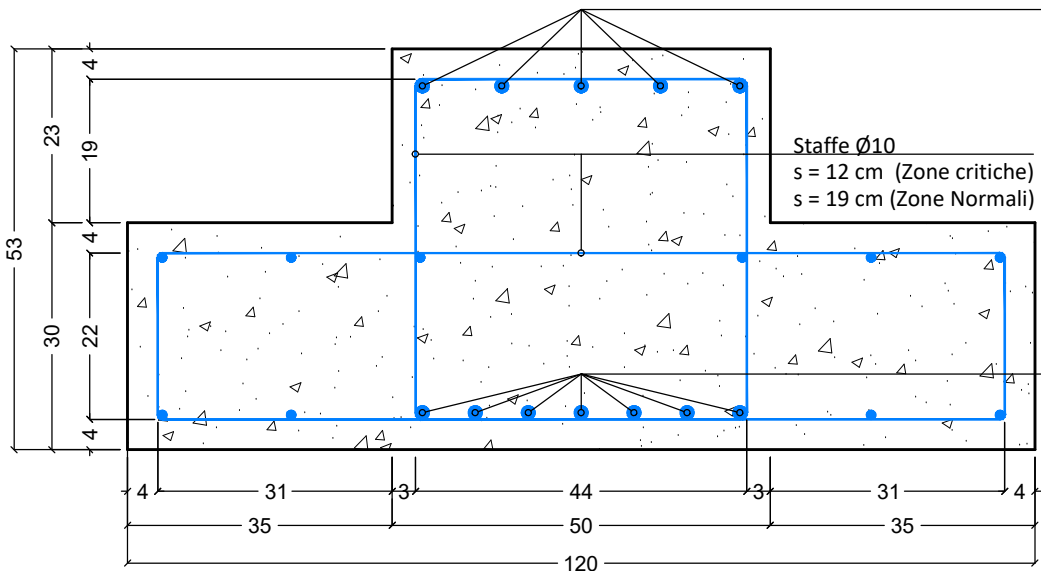 4
23
19
53
4
30
22
4
Staffe Ø10
s = 12 cm (Zone critiche)
s = 19 cm (Zone Normali)
4 31 3 44 3 31 4
35 50 35
120